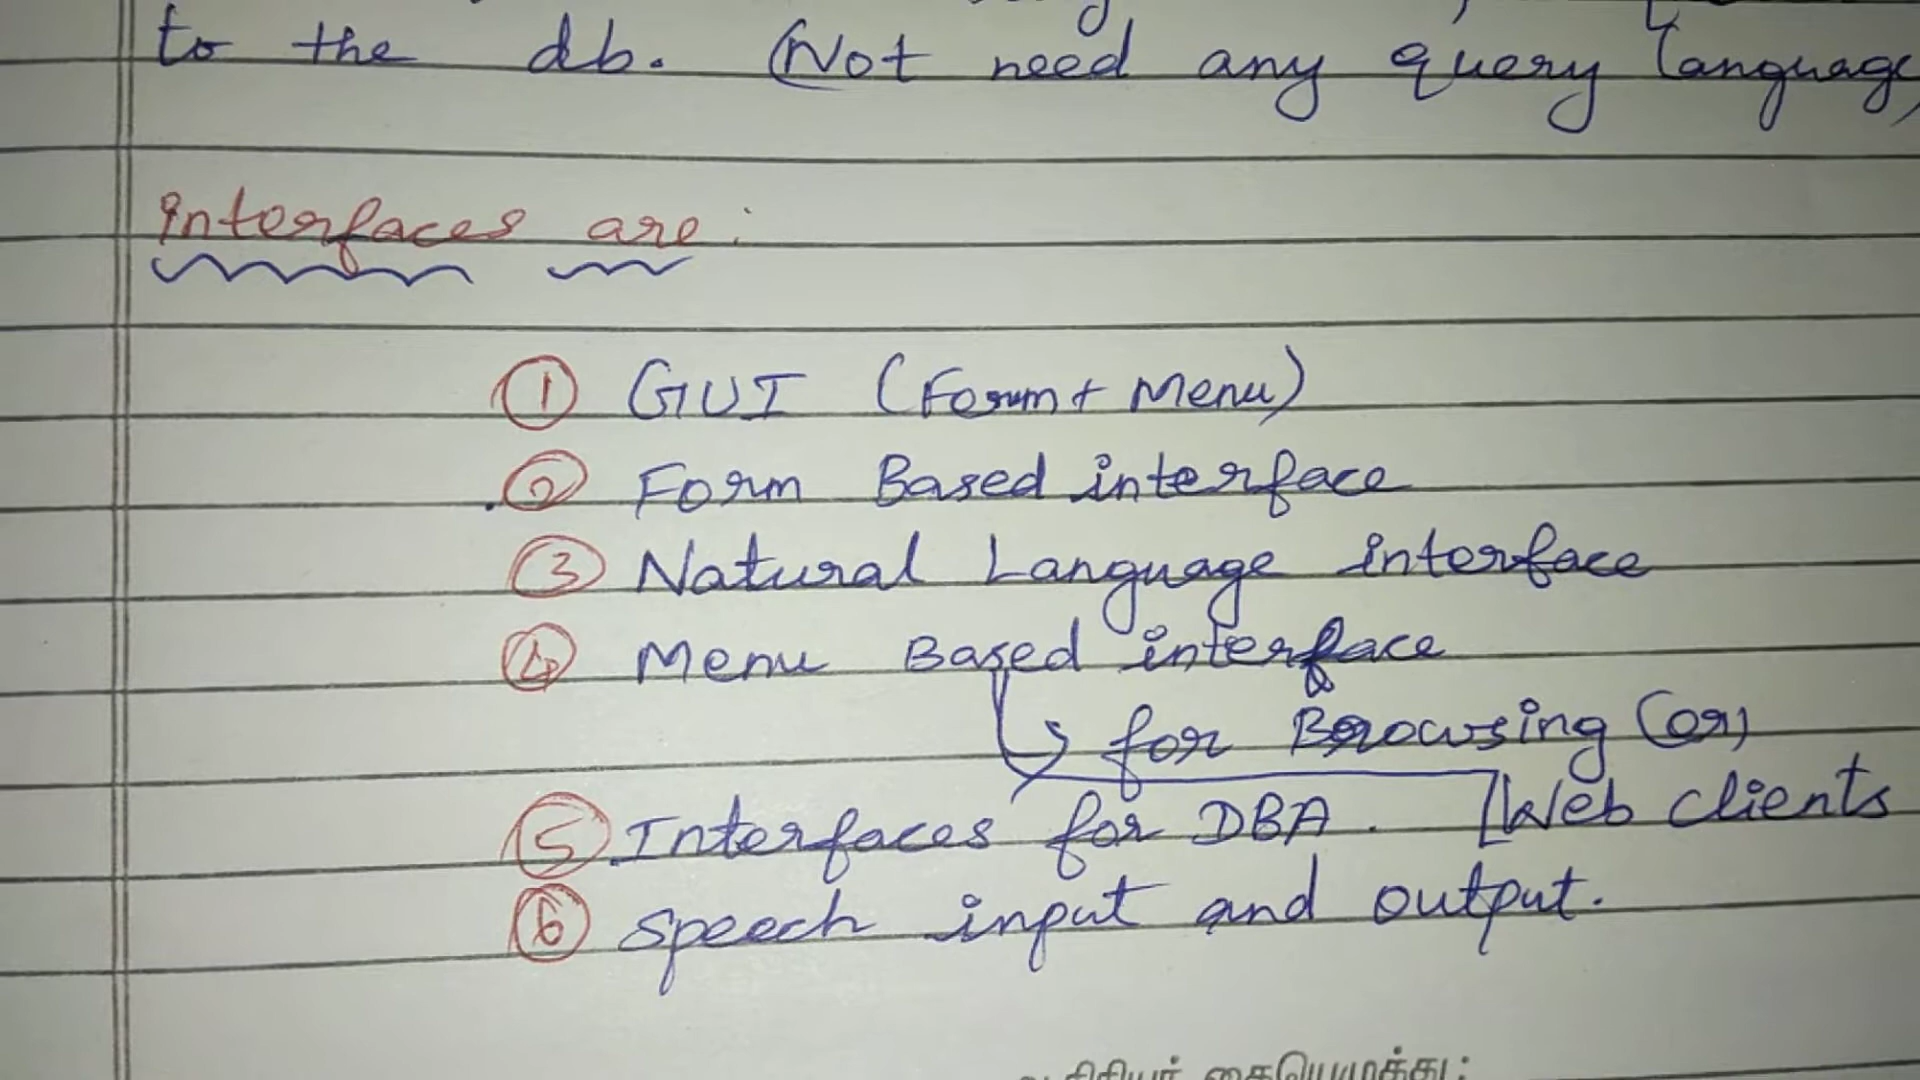 to the db. (Not need any query language)
Interfaces are:
① GUI (Form + Menu)
② Form Based interface
③ Natural Language interface
④ Menu Based interface
for Browsing (or)
[Web clients
⑤ Interfaces for DBA.
⑥ speech input and output.
கையெழுத்து: